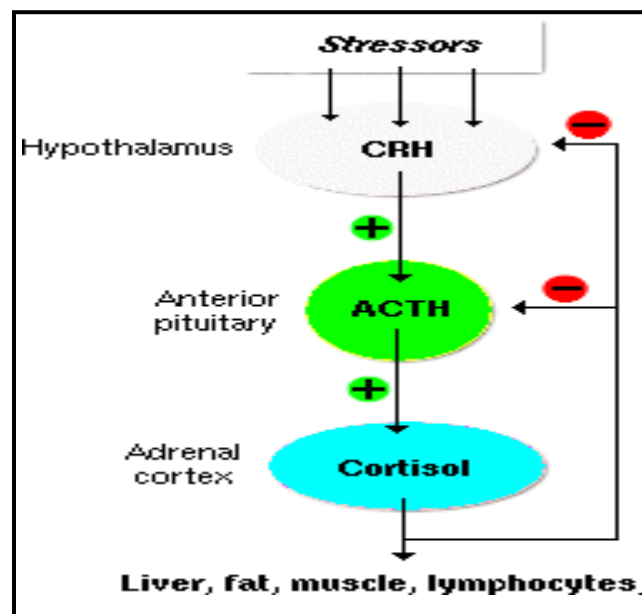 Stressors
Hypothalamus
CRH
−
+
Anterior
pituitary
ACTH
−
+
Adrenal
cortex
Cortisol
Liver, fat, muscle, lymphocytes,